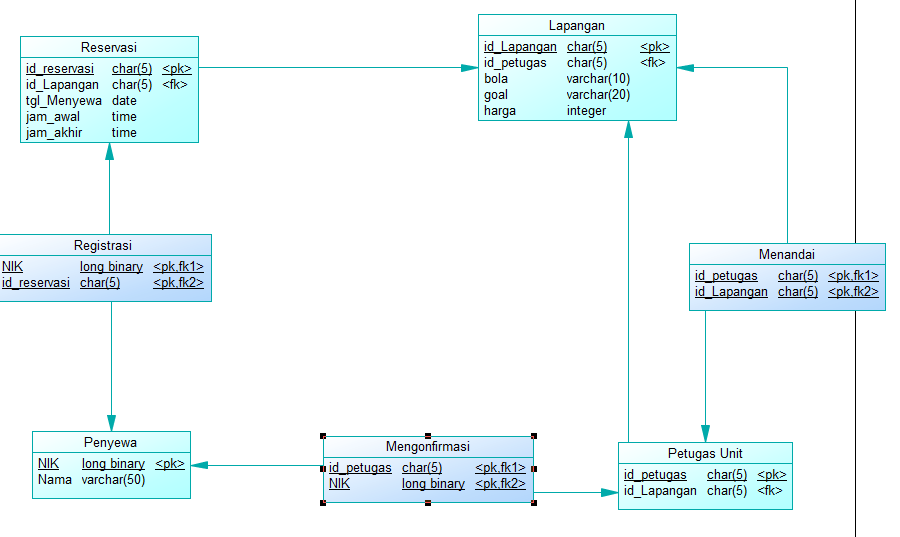 Reservasi
id_reservasi char(5) <pk>
id_Lapangan char(5) <fk>
tgl_Menyewa date
jam_awal time
jam_akhir time
Lapangan
id_Lapangan char(5) <pk>
id_petugas char(5) <fk>
bola varchar(10)
goal varchar(20)
harga integer
Registrasi
NIK long binary <pk,fk1>
id_reservasi char(5) <pk,fk2>
Menandai
id_petugas char(5) <pk,fk1>
id_Lapangan char(5) <pk,fk2>
Penyewa
NIK long binary <pk>
Nama varchar(50)
Mengonfirmasi
id_petugas char(5) <pk,fk1>
NIK long binary <pk,fk2>
Petugas Unit
id_petugas char(5) <pk>
id_Lapangan char(5) <fk>